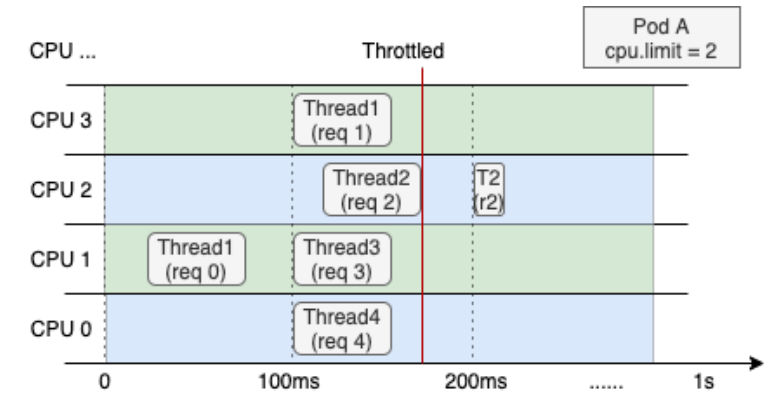 Pod A
cpu.limit = 2
CPU ...
Throttled
CPU 3
Thread1
(req 1)
CPU 2
Thread2
(req 2)
T2
(r2)
CPU 1
Thread1
(req 0)
Thread3
(req 3)
CPU 0
Thread4
(req 4)
0
100ms
200ms
......
1s